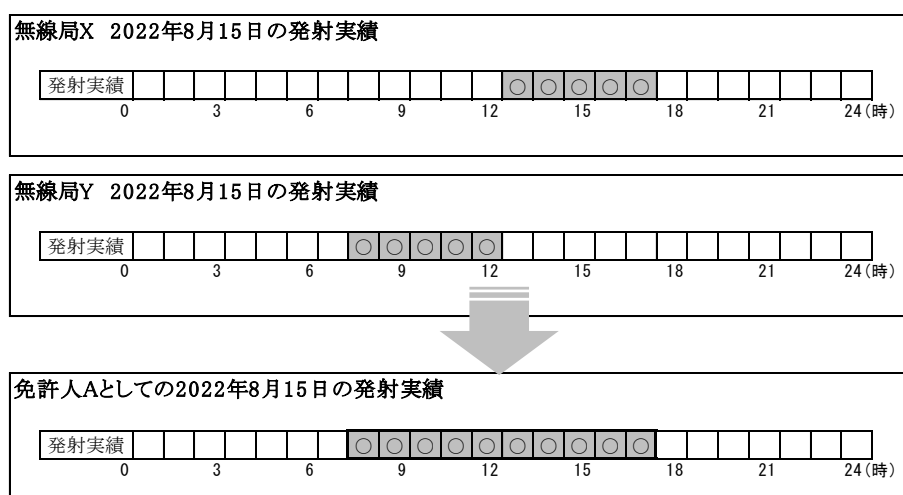 無線局X 2022年8月15日の発射実績
発射実績 ○ ○ ○ ○ ○
0 3 6 9 12 15 18 21 24(時)
無線局Y 2022年8月15日の発射実績
発射実績 ○ ○ ○ ○ ○
0 3 6 9 12 15 18 21 24(時)
免許人Aとしての2022年8月15日の発射実績
発射実績 ○ ○ ○ ○ ○ ○ ○ ○ ○ ○
0 3 6 9 12 15 18 21 24(時)